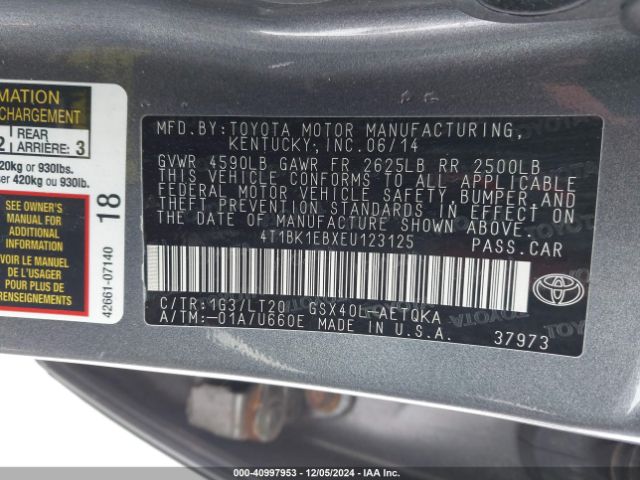 MATION
CHARGEMENT
2 REAR ARRIÈRE: 3
20kg or 930lbs.
ser 420kg ou 930lb.
SEE OWNER'S
MANUAL FOR
ADDITIONAL
INFORMATION
VOIR LE MANUEL
DE L'USAGER
POUR PLUS DE
RENSEIGNEMENTS
18
42661-07140
MFD.BY:TOYOTA MOTOR MANUFACTURING,
KENTUCKY, INC.06/14
GVWR 4590LB GAWR FR 2625LB RR 2500LB
THIS VEHICLE CONFORMS TO ALL APPLICABLE
FEDERAL MOTOR VEHICLE SAFETY,BUMPER,AND
THEFT PREVENTION STANDARDS IN EFFECT ON
THE DATE OF MANUFACTURE SHOWN ABOVE.
4T1BK1EBXEU123125
PASS.CAR
C/TR:1G3/LT20 GSX40L-AETQKA
A/TM:-01A/U660E MADE IN U.S.A.
37973
TOYOTA
000-40997953 - 12/05/2024 - IAA Inc.